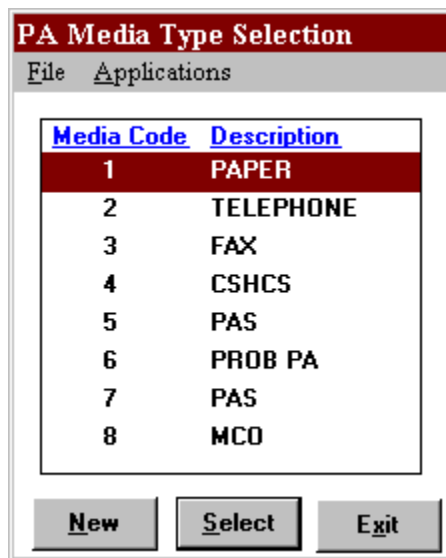 PA Media Type Selection
File Applications
Media Code Description
1 PAPER
2 TELEPHONE
3 FAX
4 CSHCS
5 PAS
6 PROB PA
7 PAS
8 MCO
New Select Exit